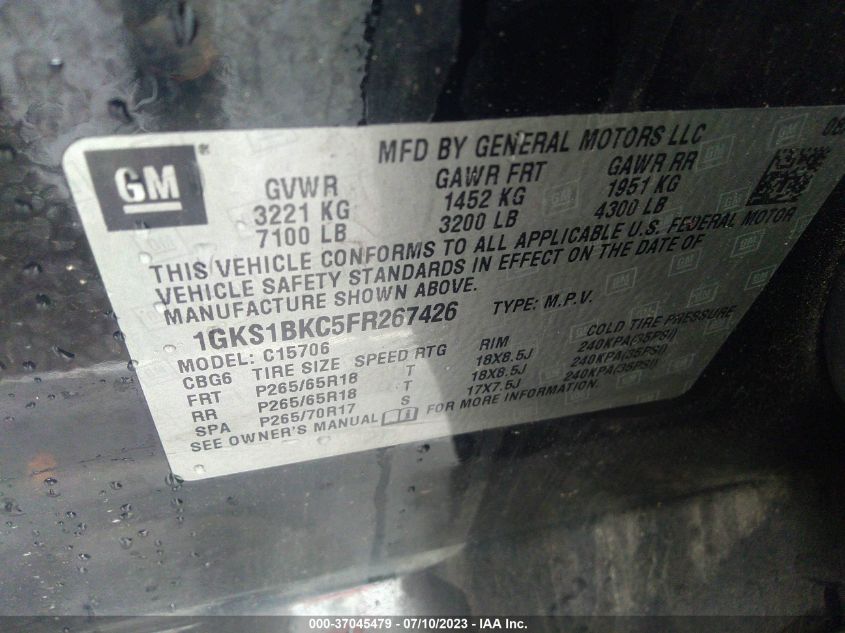 MFD BY GENERAL MOTORS LLC
GM
GVWR GAWR FRT GAWR RR
3221 KG 1452 KG 1951 KG
7100 LB 3200 LB 4300 LB
THIS VEHICLE CONFORMS TO ALL APPLICABLE U.S. FEDERAL MOTOR
VEHICLE SAFETY STANDARDS IN EFFECT ON THE DATE OF
MANUFACTURE SHOWN ABOVE.
1GKS1BKC5FR267426 TYPE: M.P.V.
MODEL: C15706
CBG6 TIRE SIZE SPEED RTG RIM COLD TIRE PRESSURE
FRT P265/65R18 T 18X8.5J 240KPA(35PSI)
RR P265/65R18 T 18X8.5J 240KPA(35PSI)
SPA P265/70R17 S 17X7.5J 240KPA(35PSI)
SEE OWNER'S MANUAL FOR MORE INFORMATION.
000-37045479 - 07/10/2023 - IAA Inc.